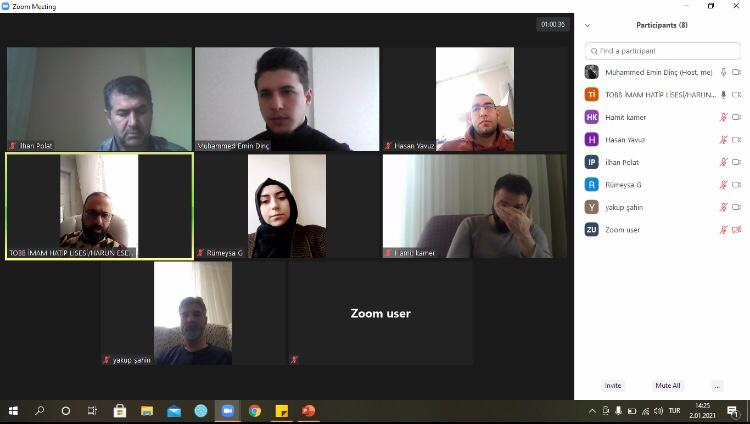 Zoom Meeting
01:00:36
İlhan Polat
Muhammed Emin Dinç
Hasan Yavuz
TOBB İMAM HATİP LİSESİ/HARUN ESE...
Rümeysa G
Hamit kamer
yakup şahin
Zoom user
Participants (8)
Find a participant
Muhammed Emin Dinç (Host, me)
Tİ TOBB İMAM HATİP LİSESİ/HARUN...
HK Hamit kamer
H Hasan Yavuz
İP İlhan Polat
R Rümeysa G
Y yakup şahin
ZU Zoom user
Invite
Mute All
...
TUR
14:25
2.01.2021